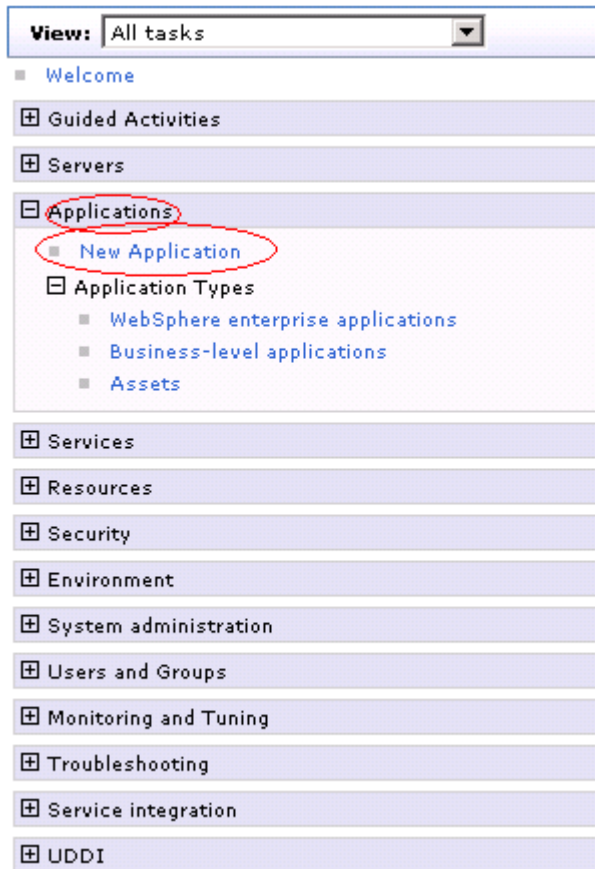 View: All tasks
Welcome
Guided Activities
Servers
Applications
New Application
Application Types
WebSphere enterprise applications
Business-level applications
Assets
Services
Resources
Security
Environment
System administration
Users and Groups
Monitoring and Tuning
Troubleshooting
Service integration
UDDI